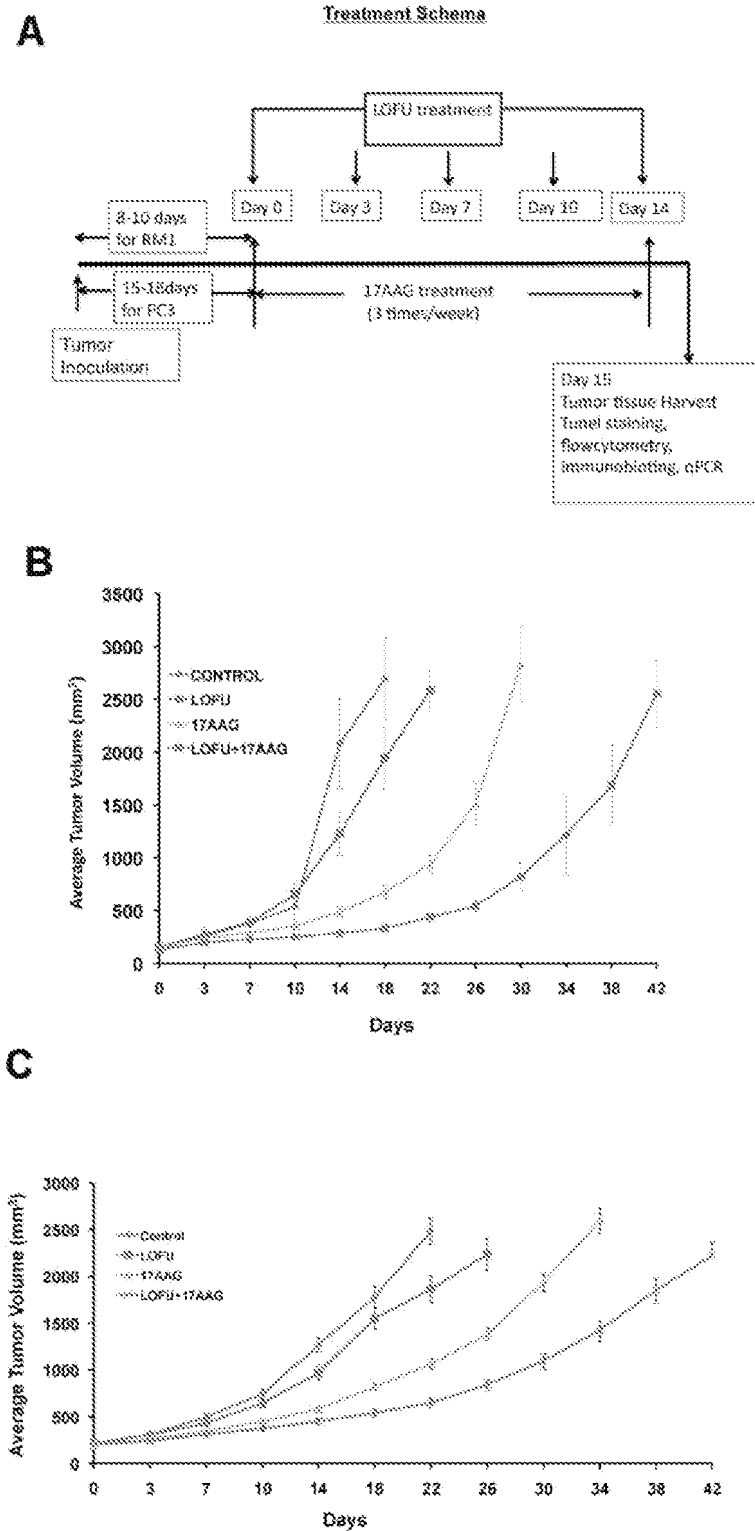 A
Treatment Schema
LOFU treatment
Day 0
Day 3
Day 7
Day 10
Day 14
8-10 days
for RM1
15-18days
for PC3
17AAG treatment
(3 times/week)
Tumor
Inoculation
Day 15
Tumor tissue Harvest
Tunel staining,
flowcytometry,
immunobloting, qPCR
B
3500
3000
2500
2000
1500
1000
500
0
Average Tumor Volume (mm³)
CONTROL
LOFU
17AAG
LOFU+17AAG
0 3 7 10 14 18 22 26 30 34 38 42
Days
C
3000
2500
2000
1500
1000
500
0
Average Tumor Volume (mm³)
Control
LOFU
17AAG
LOFU+17AAG
0 3 7 10 14 18 22 26 30 34 38 42
Days